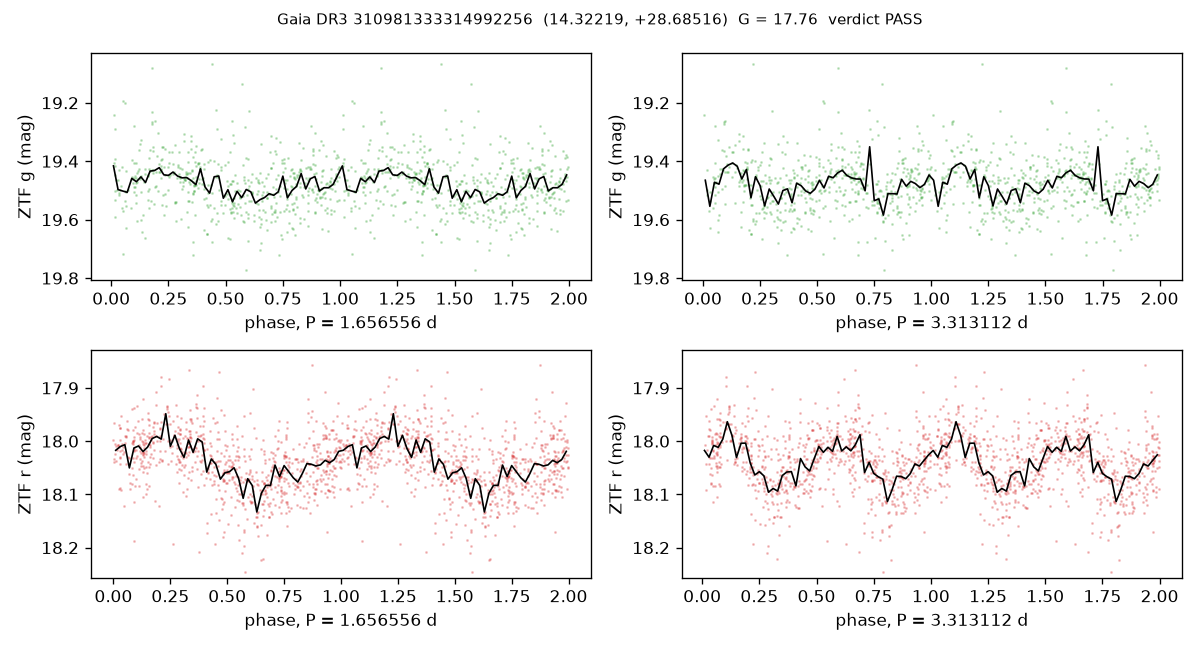 Gaia DR3 310981333314992256 (14.32219, +28.68516) G = 17.76 verdict PASS
ZTF g (mag)
19.2
19.4
19.6
19.8
0.00 0.25 0.50 0.75 1.00 1.25 1.50 1.75 2.00
phase, P = 1.656556 d
ZTF g (mag)
19.2
19.4
19.6
19.8
0.00 0.25 0.50 0.75 1.00 1.25 1.50 1.75 2.00
phase, P = 3.313112 d
ZTF r (mag)
17.9
18.0
18.1
18.2
0.00 0.25 0.50 0.75 1.00 1.25 1.50 1.75 2.00
phase, P = 1.656556 d
ZTF r (mag)
17.9
18.0
18.1
18.2
0.00 0.25 0.50 0.75 1.00 1.25 1.50 1.75 2.00
phase, P = 3.313112 d